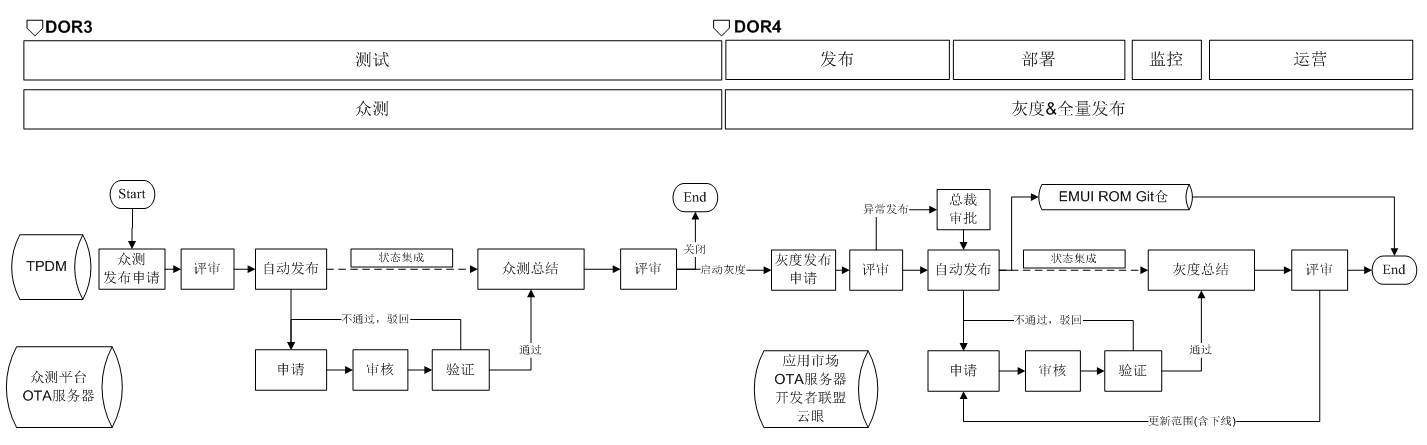 DOR3
DOR4
测试
发布
部署
监控
运营
众测
灰度&全量发布
Start
End
EMUI ROM Git仓
总裁
审批
异常发布
TPDM
众测
发布申请
评审
自动发布
状态集成
众测总结
评审
关闭
启动灰度
灰度发布
申请
评审
自动发布
状态集成
灰度总结
评审
End
不通过，驳回
通过
不通过，驳回
通过
众测平台
OTA服务器
申请
审核
验证
应用市场
OTA服务器
开发者联盟
云眼
申请
审核
验证
更新范围(含下线)